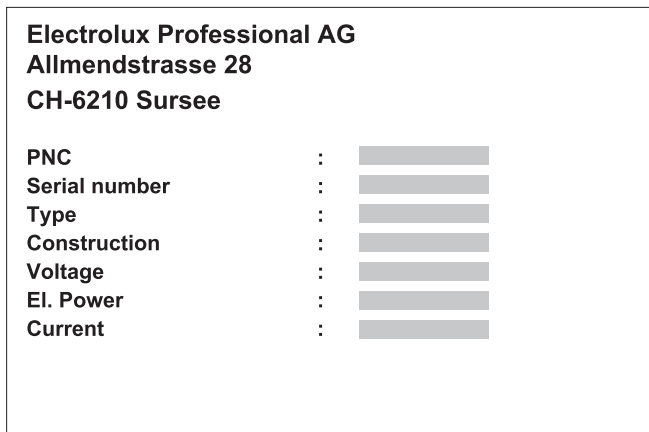 Electrolux Professional AG
Allmendstrasse 28
CH-6210 Sursee
PNC :
Serial number :
Type :
Construction :
Voltage :
El. Power :
Current :